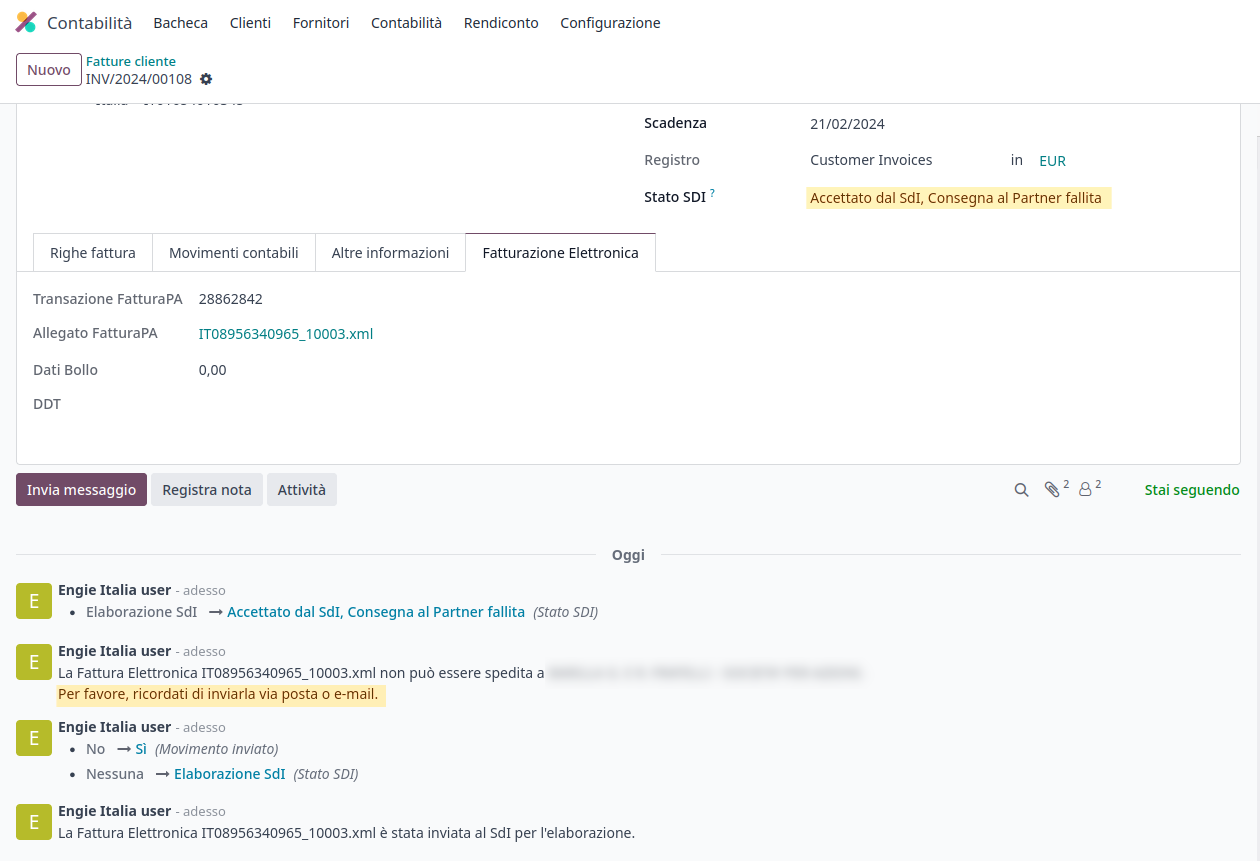 Contabilità Bacheca Clienti Fornitori Contabilità Rendiconto Configurazione
Nuovo
Fatture cliente
INV/2024/00108
Scadenza 21/02/2024
Registro Customer Invoices in EUR
Stato SDI ? Accettato dal SdI, Consegna al Partner fallita
Righe fattura Movimenti contabili Altre informazioni Fatturazione Elettronica
Transazione FatturaPA 28862842
Allegato FatturaPA IT08956340965_10003.xml
Dati Bollo 0,00
DDT
Invia messaggio Registra nota Attività 2 2 Stai seguendo
Oggi
E
Engie Italia user - adesso
• Elaborazione SdI → Accettato dal SdI, Consegna al Partner fallita (Stato SDI)
E
Engie Italia user - adesso
La Fattura Elettronica IT08956340965_10003.xml non può essere spedita a
Per favore, ricordati di inviarla via posta o e-mail.
E
Engie Italia user - adesso
• No → Sì (Movimento inviato)
• Nessuna → Elaborazione SdI (Stato SDI)
E
Engie Italia user - adesso
La Fattura Elettronica IT08956340965_10003.xml è stata inviata al SdI per l'elaborazione.